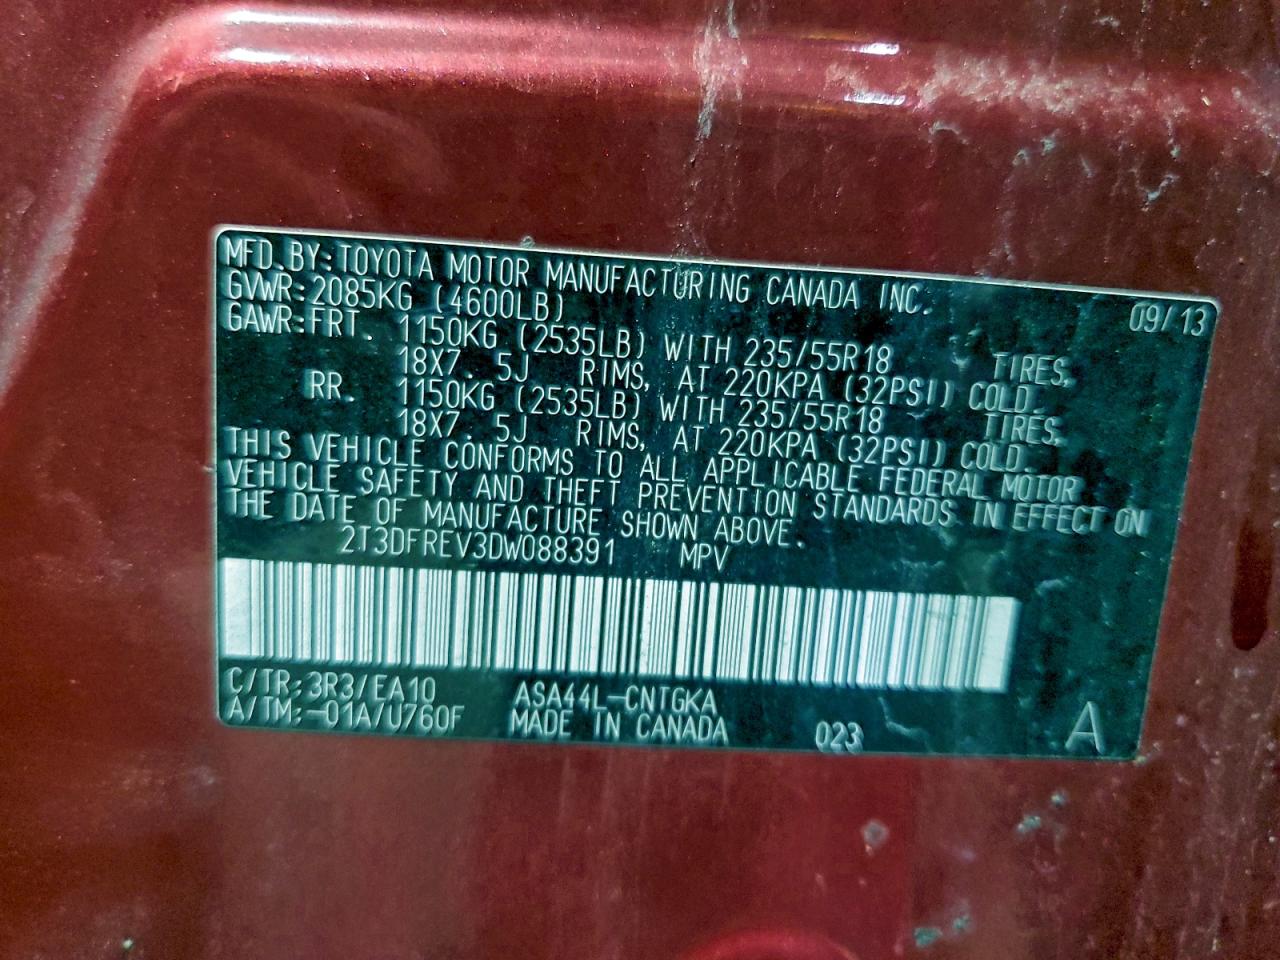 MFD. BY: TOYOTA MOTOR MANUFACTURING CANADA INC. 09/13
GVWR: 2085KG (4600LB)
GAWR: FRT. 1150KG (2535LB) WITH 235/55R18 TIRES,
18X7. 5J RIMS, AT 220KPA (32PSI) COLD.
RR. 1150KG (2535LB) WITH 235/55R18 TIRES,
18X7. 5J RIMS, AT 220KPA (32PSI) COLD.
THIS VEHICLE CONFORMS TO ALL APPLICABLE FEDERAL MOTOR
VEHICLE SAFETY AND THEFT PREVENTION STANDARDS IN EFFECT ON
THE DATE OF MANUFACTURE SHOWN ABOVE.
2T3DFREV3DW088391 MPV
C/TR: 3R3/EA10 ASA44L-CNTGKA
A/TM: -01A/U760F MADE IN CANADA 023 A